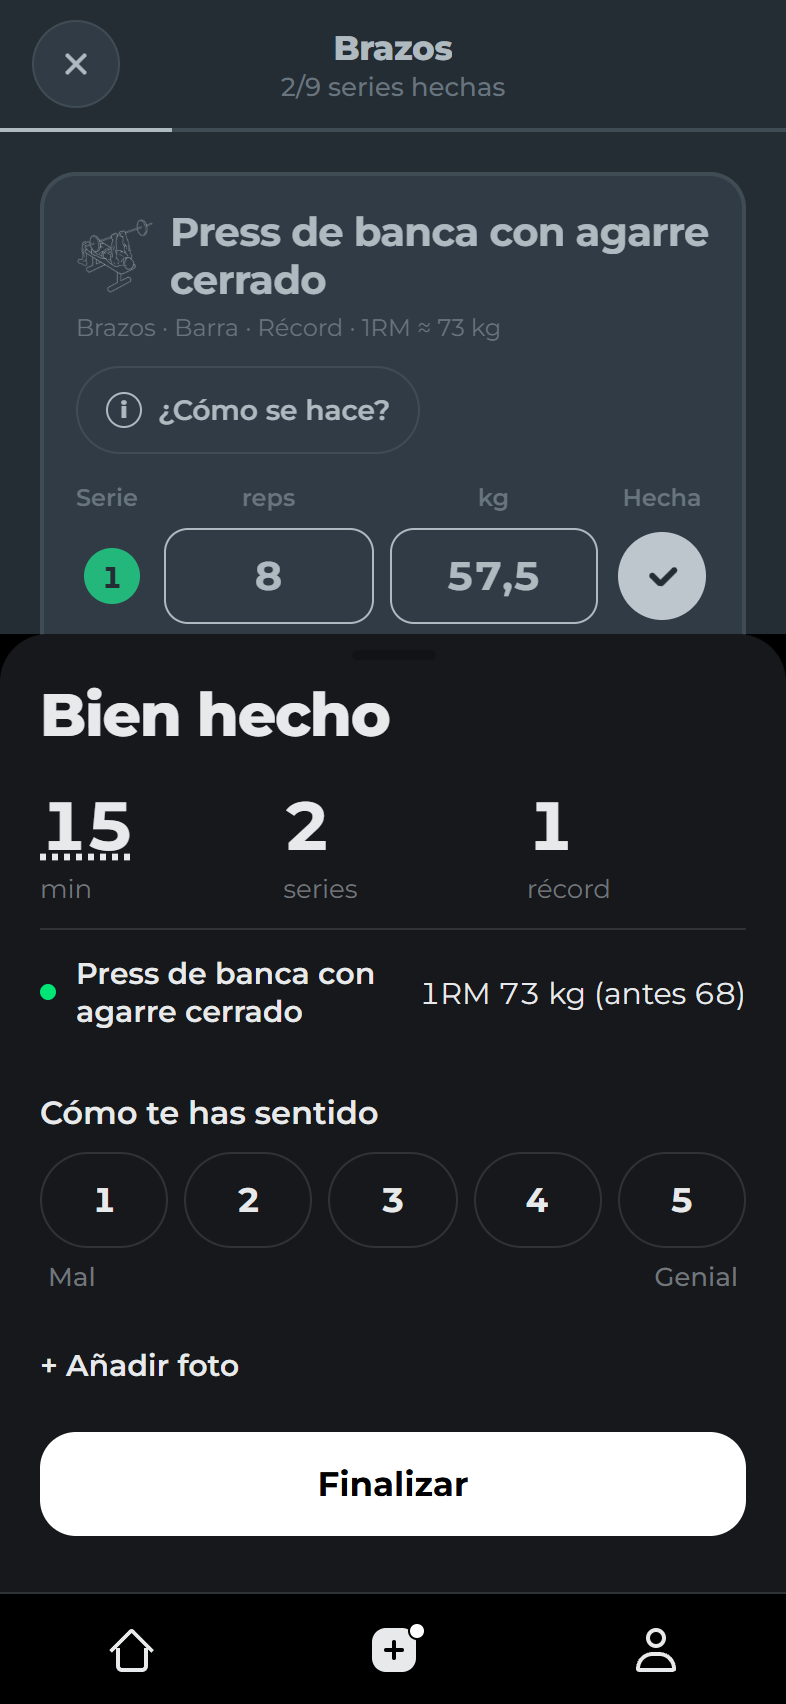 Brazos
2/9 series hechas
Press de banca con agarre
cerrado
Brazos · Barra · Récord · 1RM ≈ 73 kg
¿Cómo se hace?
Serie reps kg Hecha
1 8 57,5
Bien hecho
15 2 1
min series récord
Press de banca con
agarre cerrado
1RM 73 kg (antes 68)
Cómo te has sentido
1 2 3 4 5
Mal Genial
+ Añadir foto
Finalizar